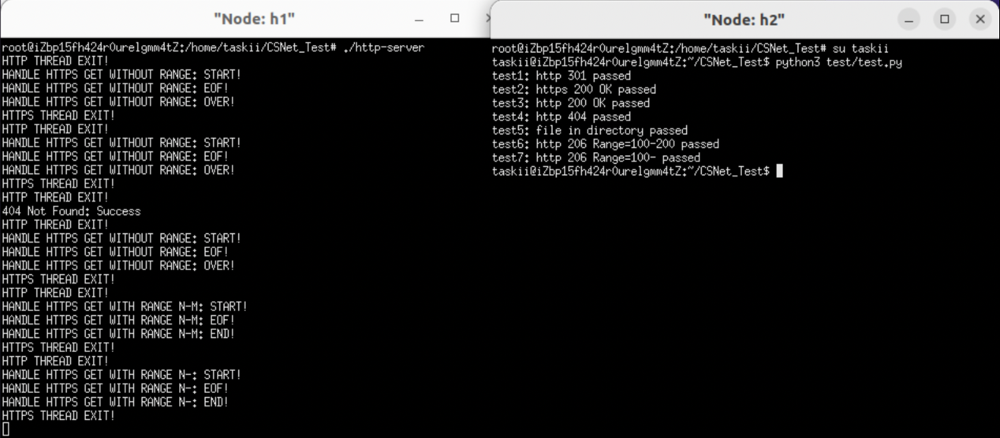 "Node: h1"
root@iZbp15fh424r0urelgmm4tZ:/home/taskii/CSNet_Test# ./http-server
HTTP THREAD EXIT!
HANDLE HTTPS GET WITHOUT RANGE: START!
HANDLE HTTPS GET WITHOUT RANGE: EOF!
HANDLE HTTPS GET WITHOUT RANGE: OVER!
HTTPS THREAD EXIT!
HTTP THREAD EXIT!
HANDLE HTTPS GET WITHOUT RANGE: START!
HANDLE HTTPS GET WITHOUT RANGE: EOF!
HANDLE HTTPS GET WITHOUT RANGE: OVER!
HTTPS THREAD EXIT!
HTTP THREAD EXIT!
404 Not Found: Success
HTTP THREAD EXIT!
HANDLE HTTPS GET WITHOUT RANGE: START!
HANDLE HTTPS GET WITHOUT RANGE: EOF!
HANDLE HTTPS GET WITHOUT RANGE: OVER!
HTTPS THREAD EXIT!
HTTP THREAD EXIT!
HANDLE HTTPS GET WITH RANGE N-M: START!
HANDLE HTTPS GET WITH RANGE N-M: EOF!
HANDLE HTTPS GET WITH RANGE N-M: END!
HTTPS THREAD EXIT!
HTTP THREAD EXIT!
HANDLE HTTPS GET WITH RANGE N-: START!
HANDLE HTTPS GET WITH RANGE N-: EOF!
HANDLE HTTPS GET WITH RANGE N-: END!
HTTPS THREAD EXIT!
"Node: h2"
root@iZbp15fh424r0urelgmm4tZ:/home/taskii/CSNet_Test# su taskii
taskii@iZbp15fh424r0urelgmm4tZ:~/CSNet_Test$ python3 test/test.py
test1: http 301 passed
test2: https 200 OK passed
test3: http 200 OK passed
test4: http 404 passed
test5: file in directory passed
test6: http 206 Range=100-200 passed
test7: http 206 Range=100- passed
taskii@iZbp15fh424r0urelgmm4tZ:~/CSNet_Test$